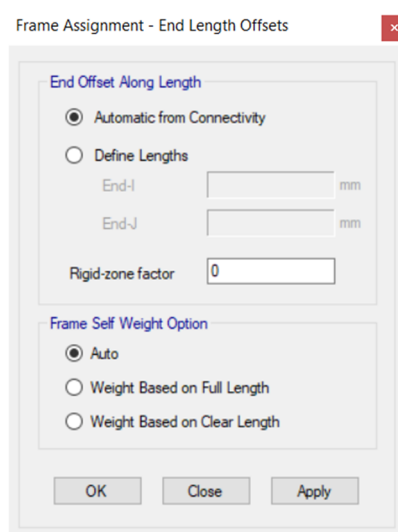 Frame Assignment - End Length Offsets
End Offset Along Length
Automatic from Connectivity
Define Lengths
End-I mm
End-J mm
Rigid-zone factor 0
Frame Self Weight Option
Auto
Weight Based on Full Length
Weight Based on Clear Length
OK Close Apply